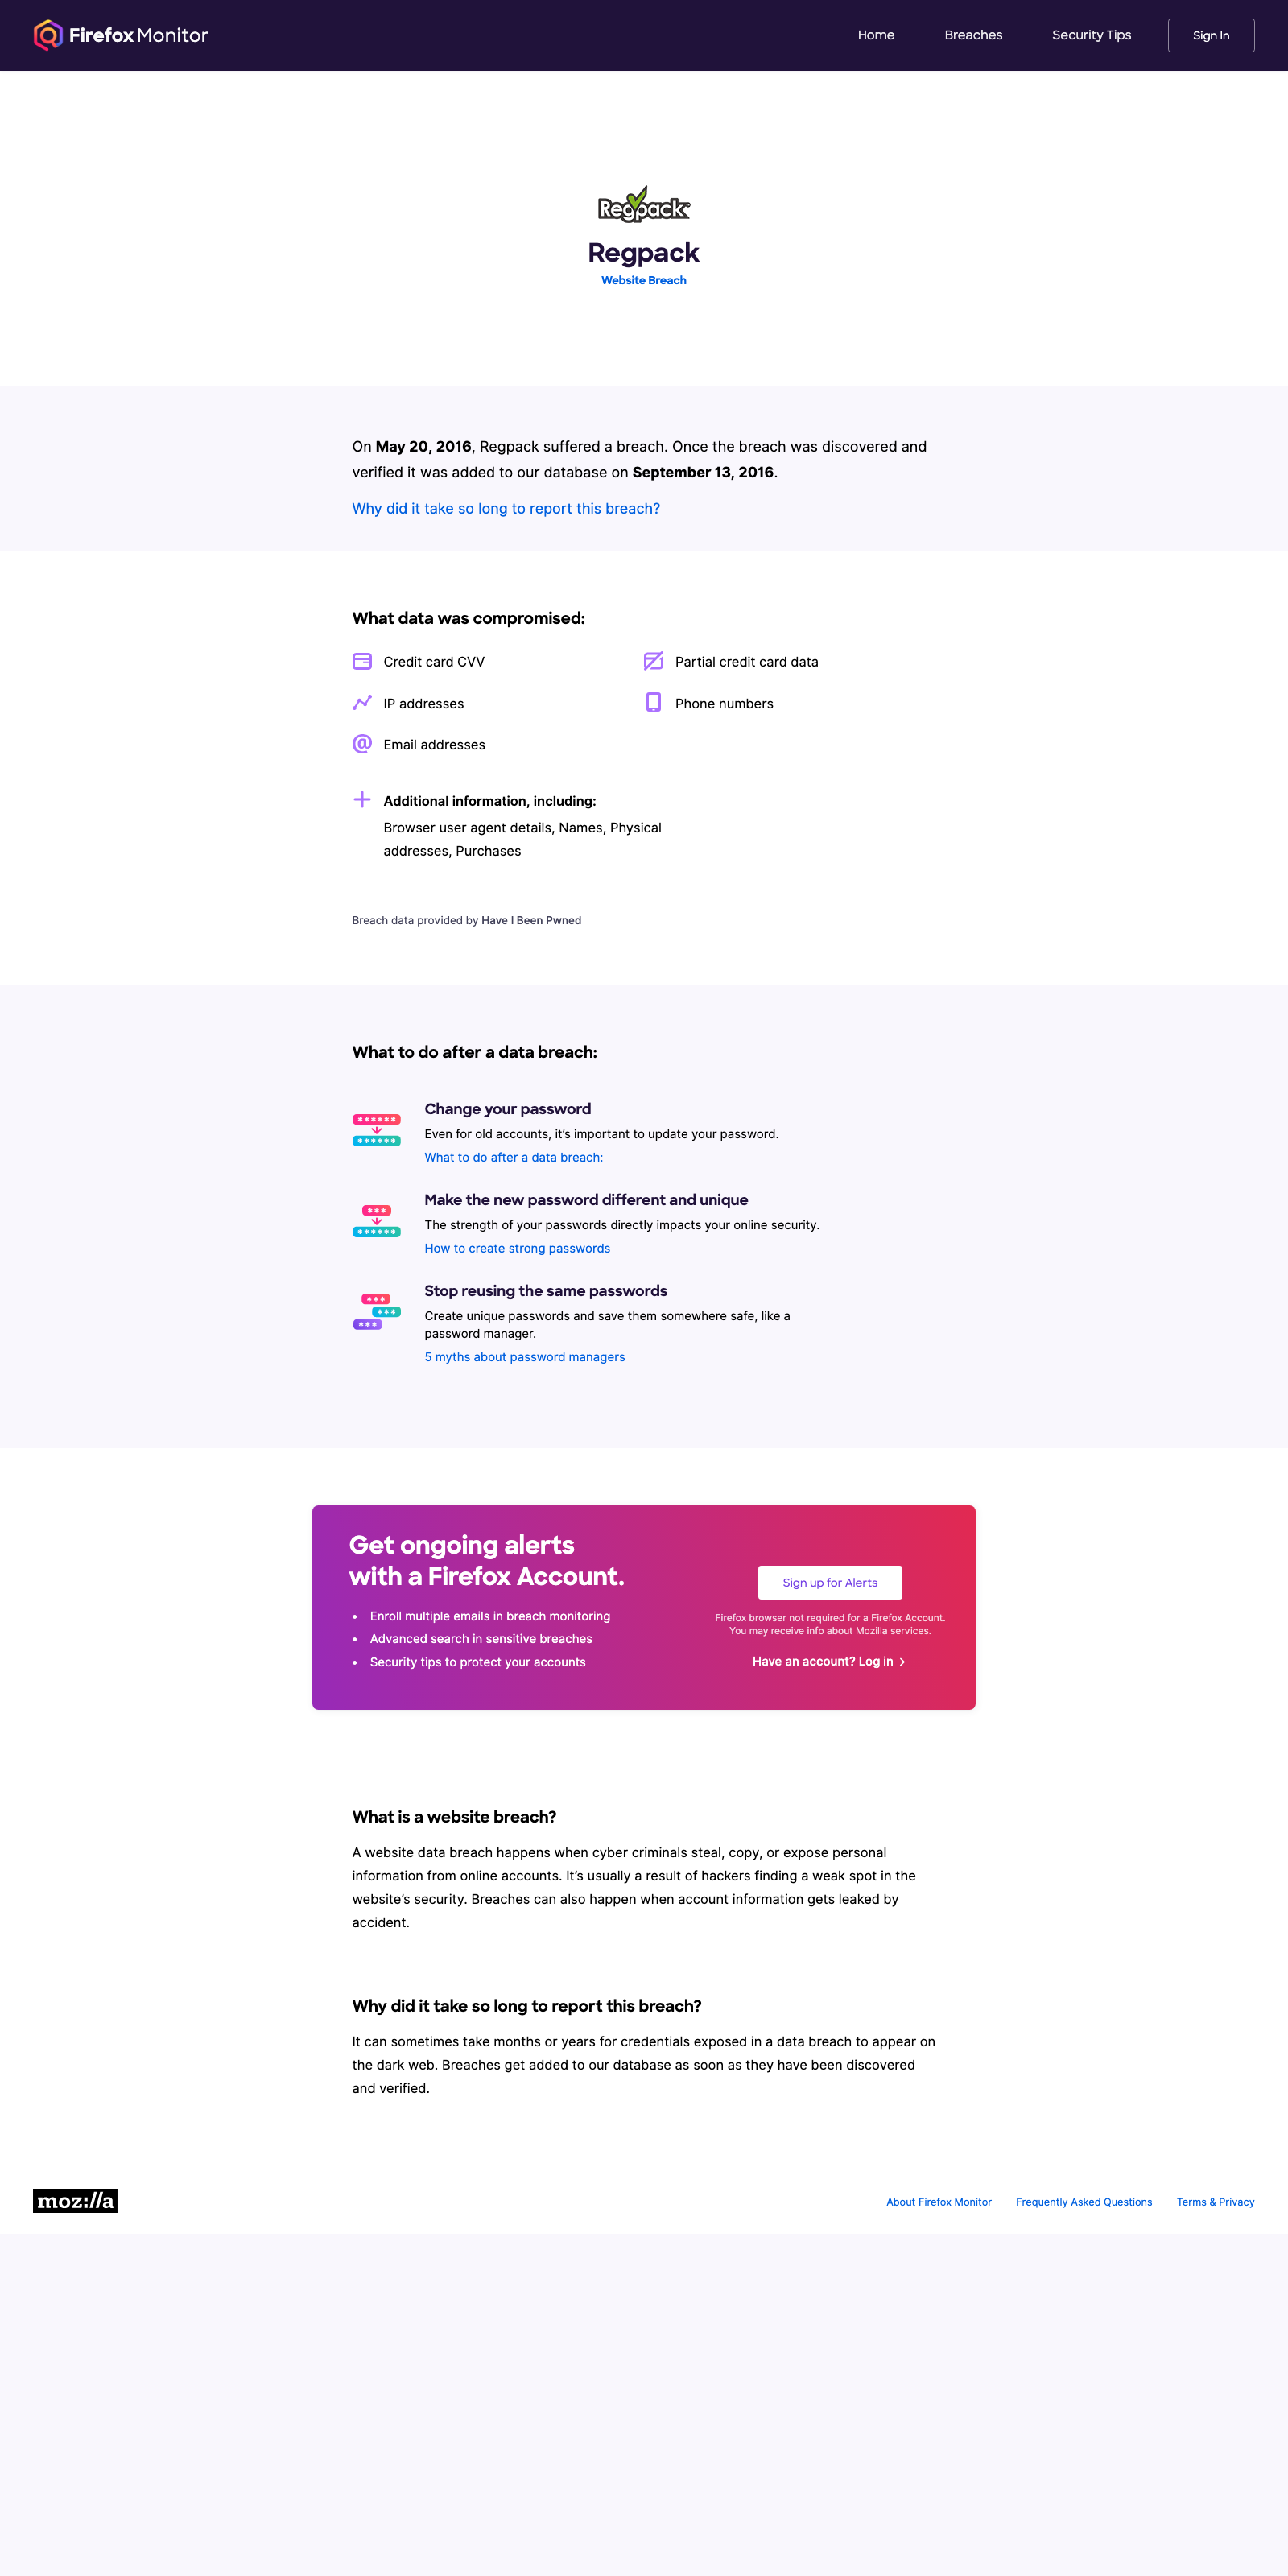 Firefox Monitor
Home
Breaches
Security Tips
Sign In
Regpack
Regpack
Website Breach
On May 20, 2016, Regpack suffered a breach. Once the breach was discovered and
verified it was added to our database on September 13, 2016.
Why did it take so long to report this breach?
What data was compromised:
Credit card CVV
Partial credit card data
IP addresses
Phone numbers
Email addresses
Additional information, including:
Browser user agent details, Names, Physical
addresses, Purchases
Breach data provided by Have I Been Pwned
What to do after a data breach:
Change your password
Even for old accounts, it’s important to update your password.
What to do after a data breach:
Make the new password different and unique
The strength of your passwords directly impacts your online security.
How to create strong passwords
Stop reusing the same passwords
Create unique passwords and save them somewhere safe, like a
password manager.
5 myths about password managers
Get ongoing alerts
with a Firefox Account.
• Enroll multiple emails in breach monitoring
• Advanced search in sensitive breaches
• Security tips to protect your accounts
Sign up for Alerts
Firefox browser not required for a Firefox Account.
You may receive info about Mozilla services.
Have an account? Log in
What is a website breach?
A website data breach happens when cyber criminals steal, copy, or expose personal
information from online accounts. It’s usually a result of hackers finding a weak spot in the
website’s security. Breaches can also happen when account information gets leaked by
accident.
Why did it take so long to report this breach?
It can sometimes take months or years for credentials exposed in a data breach to appear on
the dark web. Breaches get added to our database as soon as they have been discovered
and verified.
moz://a
About Firefox Monitor
Frequently Asked Questions
Terms & Privacy